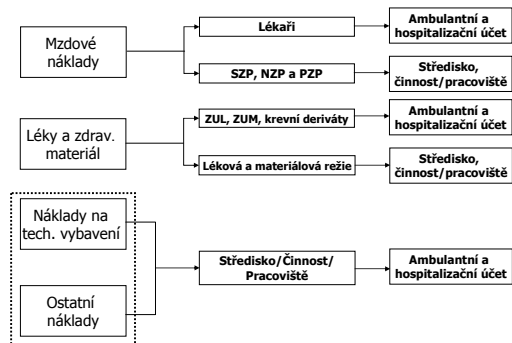 Mzdové
náklady
Lékaři
Ambulantní a
hospitalizační účet
SZP, NZP a PZP
Středisko,
činnost/pracoviště
Léky a zdrav.
materiál
ZUL, ZUM, krevní deriváty
Ambulantní a
hospitalizační účet
Léková a materiálová režie
Středisko,
činnost/pracoviště
Náklady na
tech. vybavení
Ostatní
náklady
Středisko/Činnost/
Pracoviště
Ambulantní a
hospitalizační účet